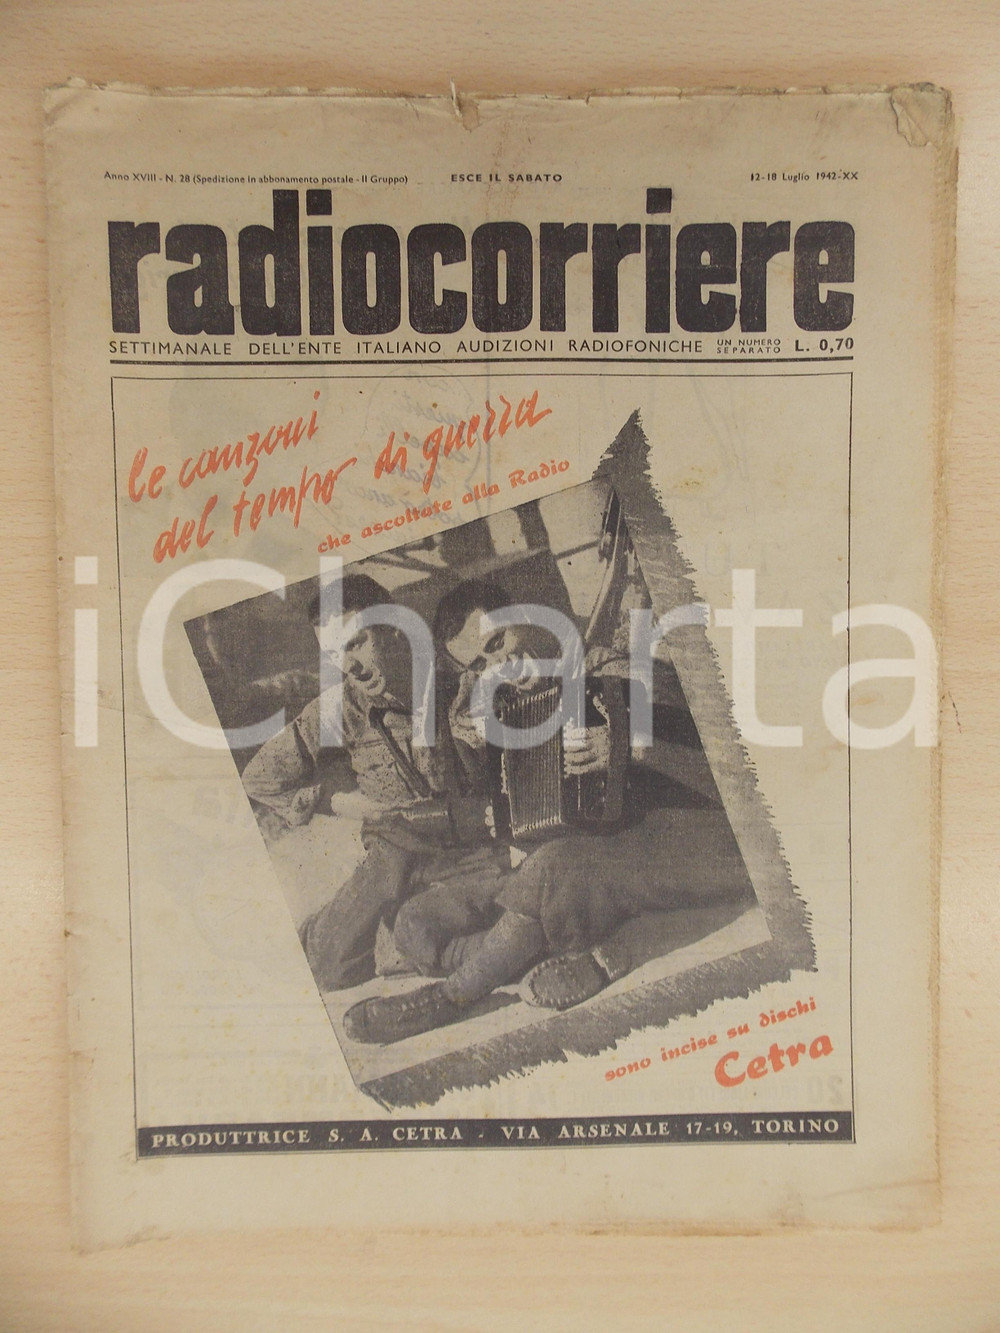 Anno XVIII - N. 28 (Spedizione in abbonamento postale - II Gruppo) ESCE IL SABATO 12-18 Luglio 1942-XX
radiocorriere
SETTIMANALE DELL'ENTE ITALIANO AUDIZIONI RADIOFONICHE UN NUMERO SEPARATO L. 0,70
le canzoni
del tempo di guerra
che ascoltate alla Radio
iCharta
sono incise su dischi
Cetra
PRODUTTRICE S. A. CETRA - VIA ARSENALE 17-19, TORINO